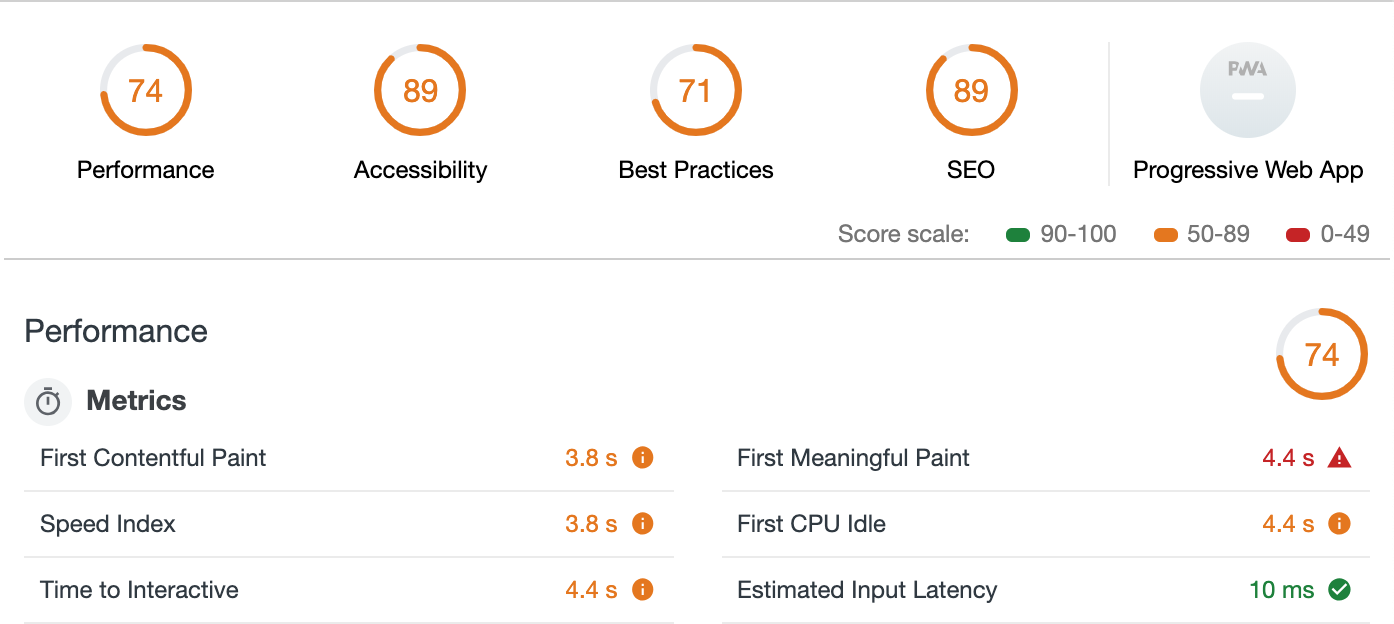 74 89 71 89 PWA
Performance Accessibility Best Practices SEO Progressive Web App
Score scale: 90-100 50-89 0-49
Performance 74
Metrics
First Contentful Paint 3.8 s First Meaningful Paint 4.4 s
Speed Index 3.8 s First CPU Idle 4.4 s
Time to Interactive 4.4 s Estimated Input Latency 10 ms